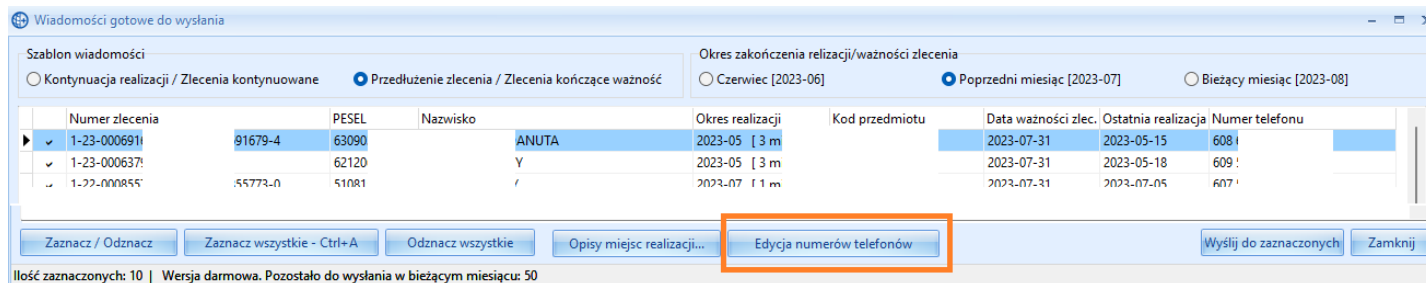 Wiadomości gotowe do wysłania
Szablon wiadomości
Okres zakończenia relizacji/ważności zlecenia
Kontynuacja realizacji / Zlecenia kontynuowane Przedłużenie zlecenia / Zlecenia kończące ważność
Czerwiec [2023-06] Poprzedni miesiąc [2023-07] Bieżący miesiąc [2023-08]
Numer zlecenia PESEL Nazwisko Okres realizacji Kod przedmiotu Data ważności zlec. Ostatnia realizacja Numer telefonu
1-23-00069 91679-4 63090 ANUTA 2023-05 [ 3 m 2023-07-31 2023-05-15 608
1-23-000637 62120 Y 2023-05 [ 3 m 2023-07-31 2023-05-18 609
1-22-000855 55773-0 51081 2023-07 [ 1 m 2023-07-31 2023-07-05 607
Zaznacz / Odznacz Zaznacz wszystkie - Ctrl+A Odznacz wszystkie Opisy miejsc realizacji... Edycja numerów telefonów Wyślij do zaznaczonych Zamknij
Ilość zaznaczonych: 10 | Wersja darmowa. Pozostało do wysłania w bieżącym miesiącu: 50